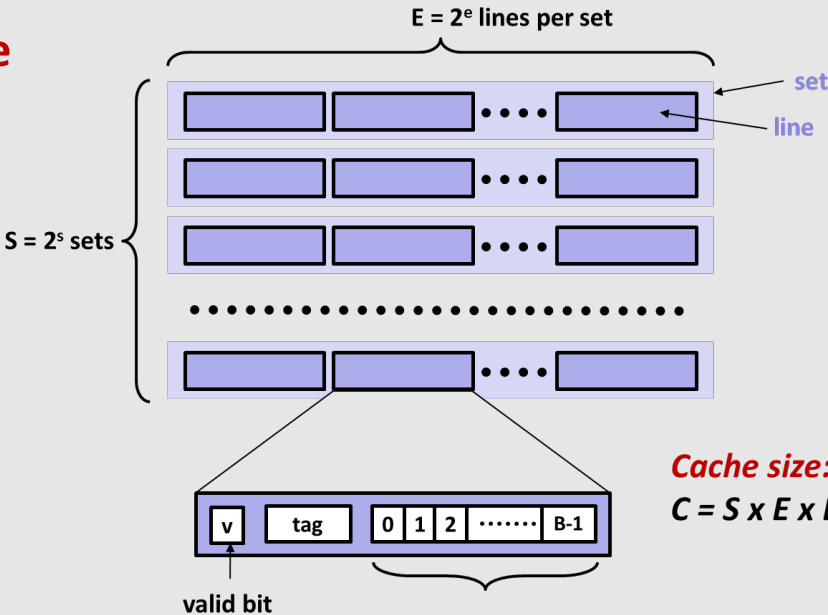 E = 2ᵉ lines per set
e
set
line
S = 2ˢ sets
Cache size:
C = S x E x
v
tag
0 1 2 ······· B-1
valid bit